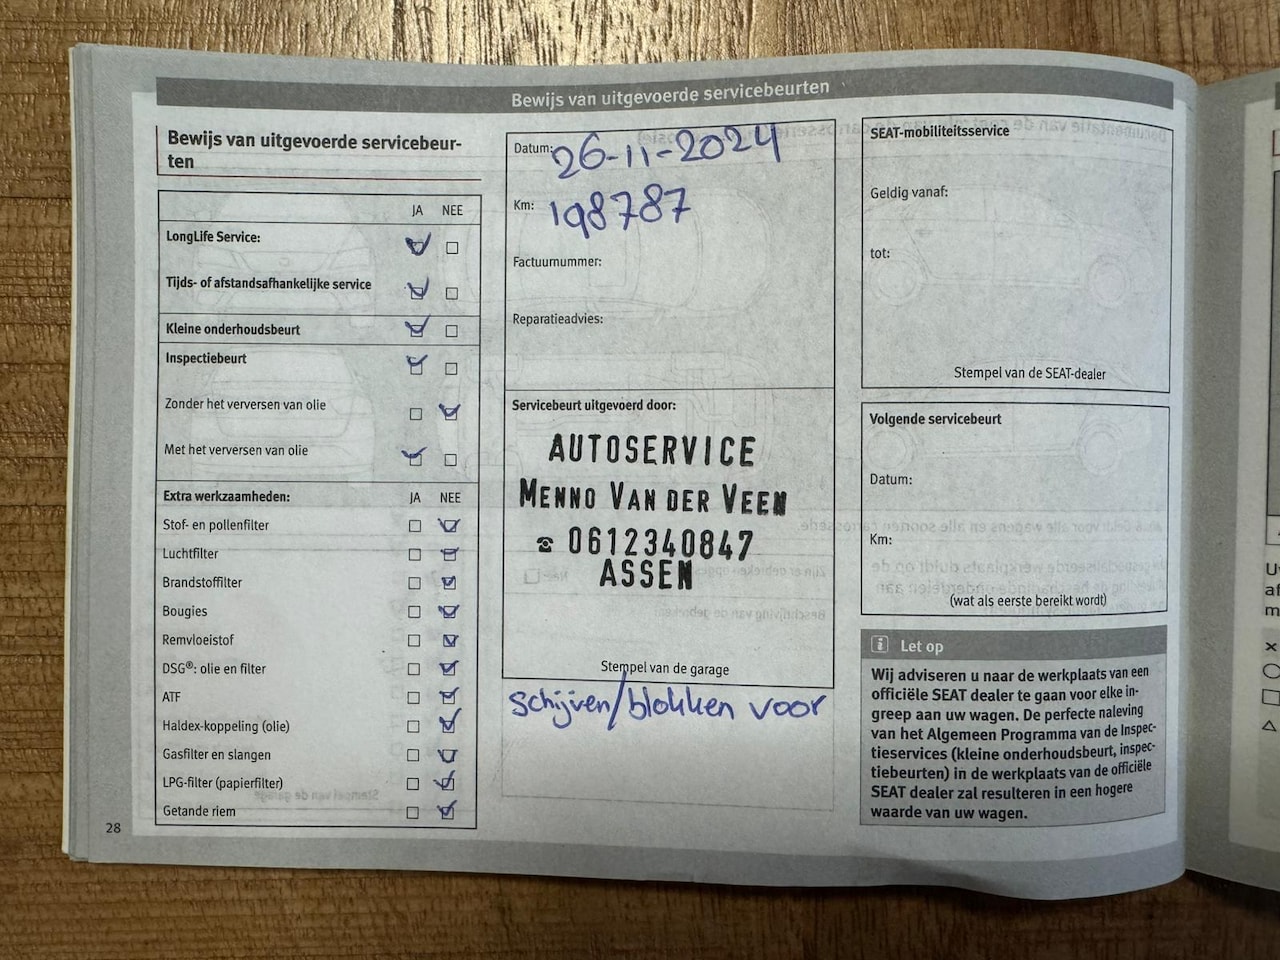 Bewijs van uitgevoerde servicebeurten
Bewijs van uitgevoerde servicebeur-
ten
JA NEE
LongLife Service:
Tijds- of afstandsafhankelijke service
Kleine onderhoudsbeurt
Inspectiebeurt
Zonder het verversen van olie
Met het verversen van olie
Extra werkzaamheden: JA NEE
Stof- en pollenfilter
Luchtfilter
Brandstoffilter
Bougies
Remvloeistof
DSG®: olie en filter
ATF
Haldex-koppeling (olie)
Gasfilter en slangen
LPG-filter (papierfilter)
Getande riem
28
Datum: 26-11-2024
Km: 198787
Factuurnummer:
Reparatieadvies:
Servicebeurt uitgevoerd door:
AUTOSERVICE
MENNO VAN DER VEEN
☎ 0612340847
ASSEN
Stempel van de garage
schijven/blokken voor
SEAT-mobiliteitsservice
Geldig vanaf:
tot:
Stempel van de SEAT-dealer
Volgende servicebeurt
Datum:
Km:
(wat als eerste bereikt wordt)
i Let op
Wij adviseren u naar de werkplaats van een
officiële SEAT dealer te gaan voor elke in-
greep aan uw wagen. De perfecte naleving
van het Algemeen Programma van de Inspec-
tieservices (kleine onderhoudsbeurt, inspec-
tiebeurten) in de werkplaats van de officiële
SEAT dealer zal resulteren in een hogere
waarde van uw wagen.